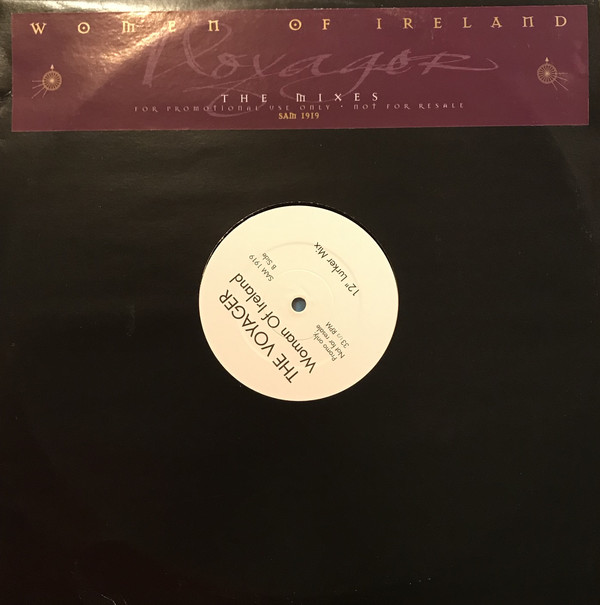 WOMEN OF IRELAND
Voyager
THE MIXES
FOR PROMOTIONAL USE ONLY • NOT FOR RESALE
SAM 1919
THE VOYAGER
Woman Of Ireland
SAM 1919
B Side
Promo only
Not for resale
33 1/3 RPM
12" Lurker Mix